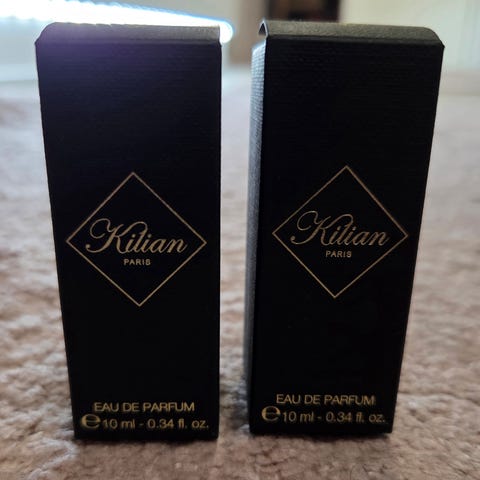 Kilian
PARIS
EAU DE PARFUM
℮10 ml - 0.34 fl. oz.
Kilian
PARIS
EAU DE PARFUM
℮10 ml - 0.34 fl. oz.